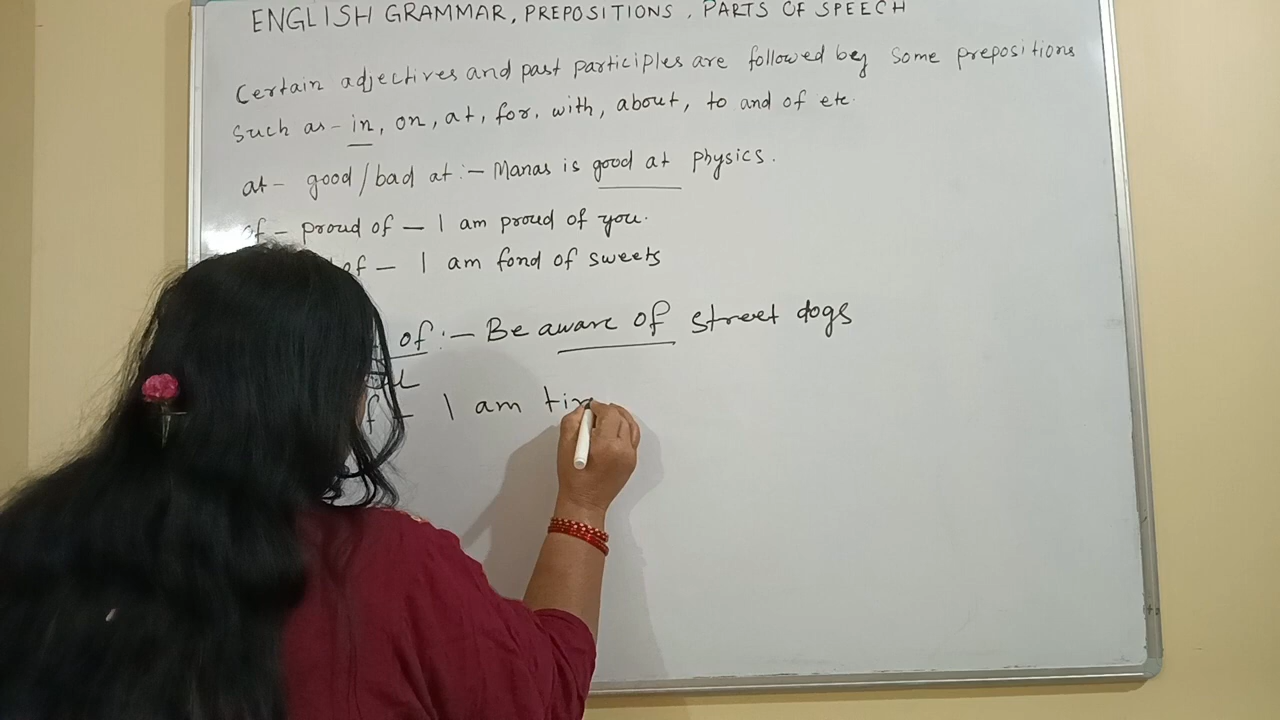 ENGLISH GRAMMAR, PREPOSITIONS, PARTS OF SPEECH
Certain adjectives and past participles are followed by some prepositions
Such as - in, on, at, for, with, about, to and of etc.
at - good/bad at :- Manas is good at physics.
of - proud of - I am proud of you.
of - I am fond of sweets
of :- Be aware of street dogs
I am